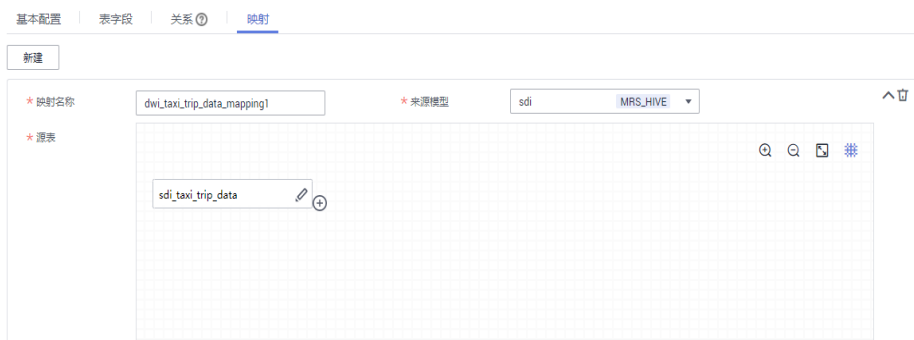 基本配置 表字段 关系 ? 映射
新建
* 映射名称 dwi_taxi_trip_data_mapping1 * 来源模型 sdi MRS_HIVE
* 源表
sdi_taxi_trip_data